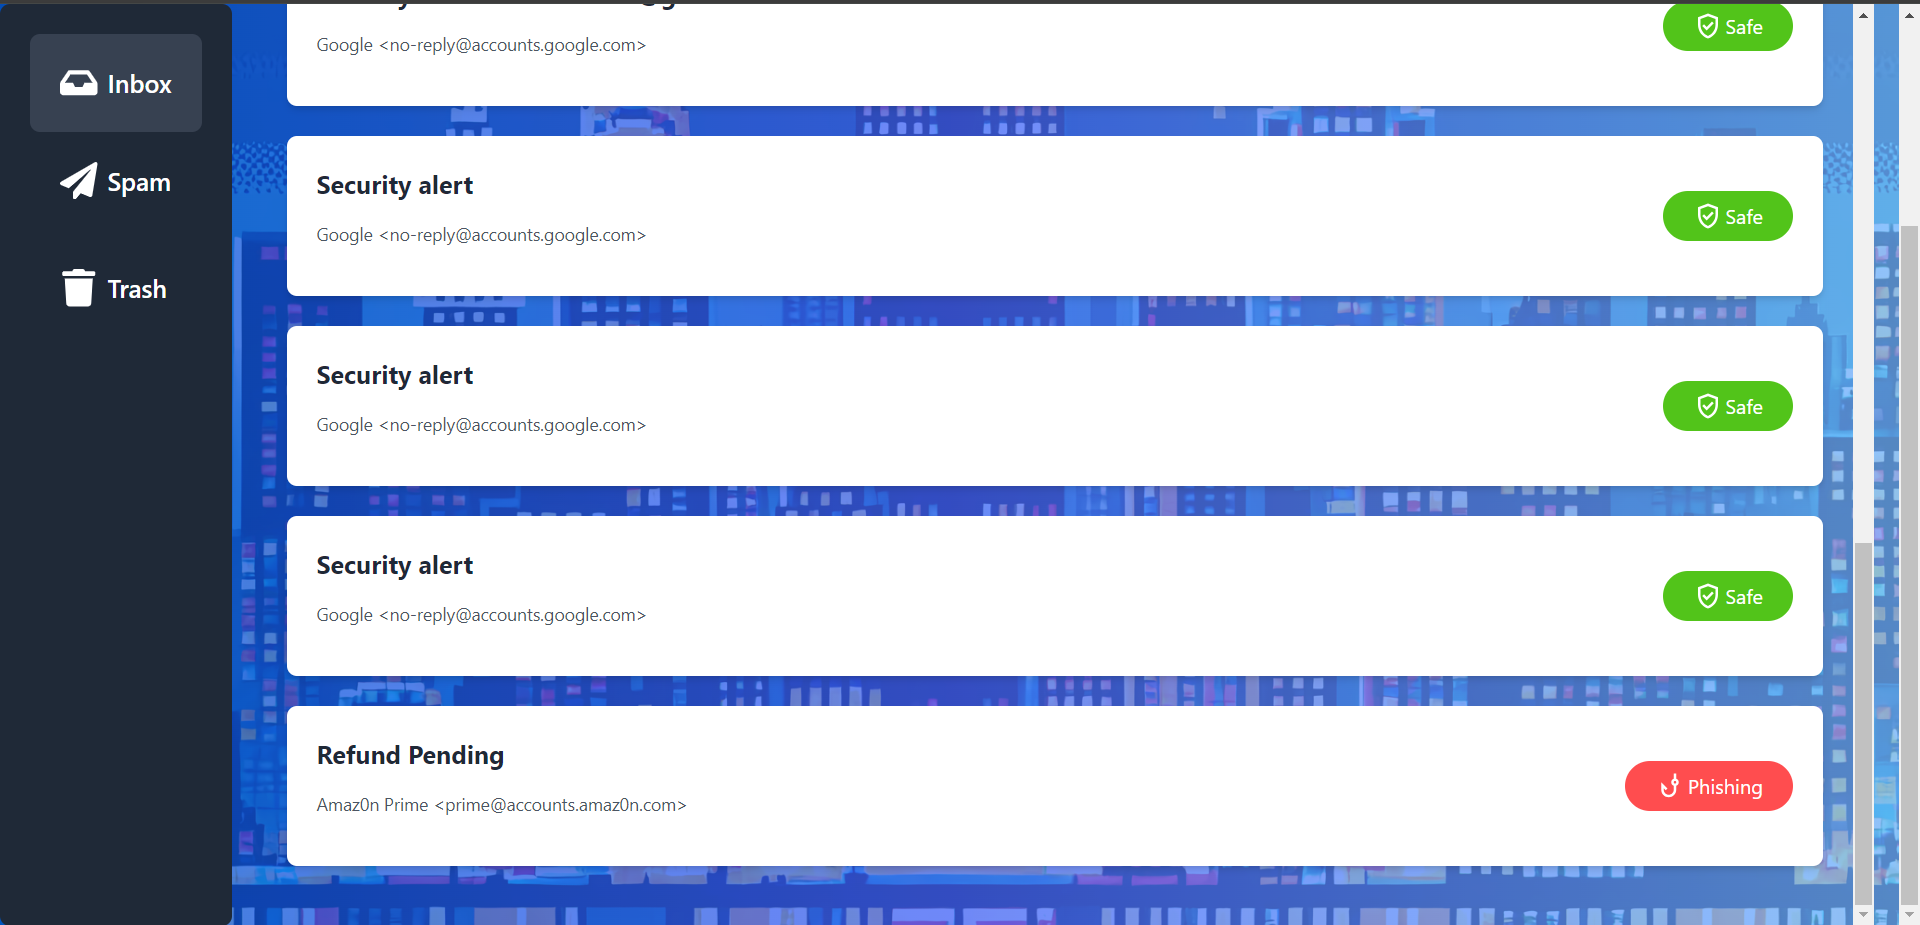 Inbox
Spam
Trash
Google <no-reply@accounts.google.com>
Safe
Security alert
Google <no-reply@accounts.google.com>
Safe
Security alert
Google <no-reply@accounts.google.com>
Safe
Security alert
Google <no-reply@accounts.google.com>
Safe
Refund Pending
Amaz0n Prime <prime@accounts.amaz0n.com>
Phishing